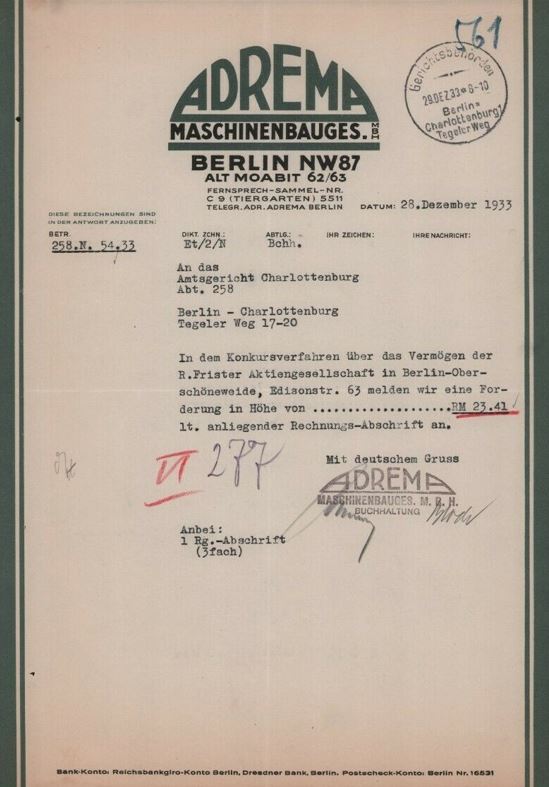 561
ADREMA
MASCHINENBAUGES. M.B.H.
BERLIN NW87
ALT MOABIT 62/63
FERNSPRECH-SAMMEL-NR.
C 9 (TIERGARTEN) 5511
TELEGR. ADR. ADREMA BERLIN
Gerichtsbehörden
29.DEZ.33 * 8-10
Berlin=
Charlottenburg 1
Tegeler Weg
DATUM: 28.Dezember 1933
DIESE BEZEICHNUNGEN SIND
IN DER ANTWORT ANZUGEBEN:
BETR. DIKT. ZCHN.: ABTLG.: IHR ZEICHEN: IHRE NACHRICHT:
258.N. 54.33 Et/2/N Bchh.
An das
Amtsgericht Charlottenburg
Abt. 258
Berlin - Charlottenburg
Tegeler Weg 17-20
In dem Konkursverfahren über das Vermögen der
R.Frister Aktiengesellschaft in Berlin-Ober-
schöneweide, Edisonstr. 63 melden wir eine For-
derung in Höhe von ....................RM 23.41
lt. anliegender Rechnungs-Abschrift an.
VI 277
Mit deutschem Gruss
ADREMA
MASCHINENBAUGES. M. B. H.
BUCHHALTUNG
Anbei:
1 Rg.-Abschrift
(3fach)
Bank-Konto: Reichsbankgiro-Konto Berlin, Dresdner Bank, Berlin. Postscheck-Konto: Berlin Nr. 16531